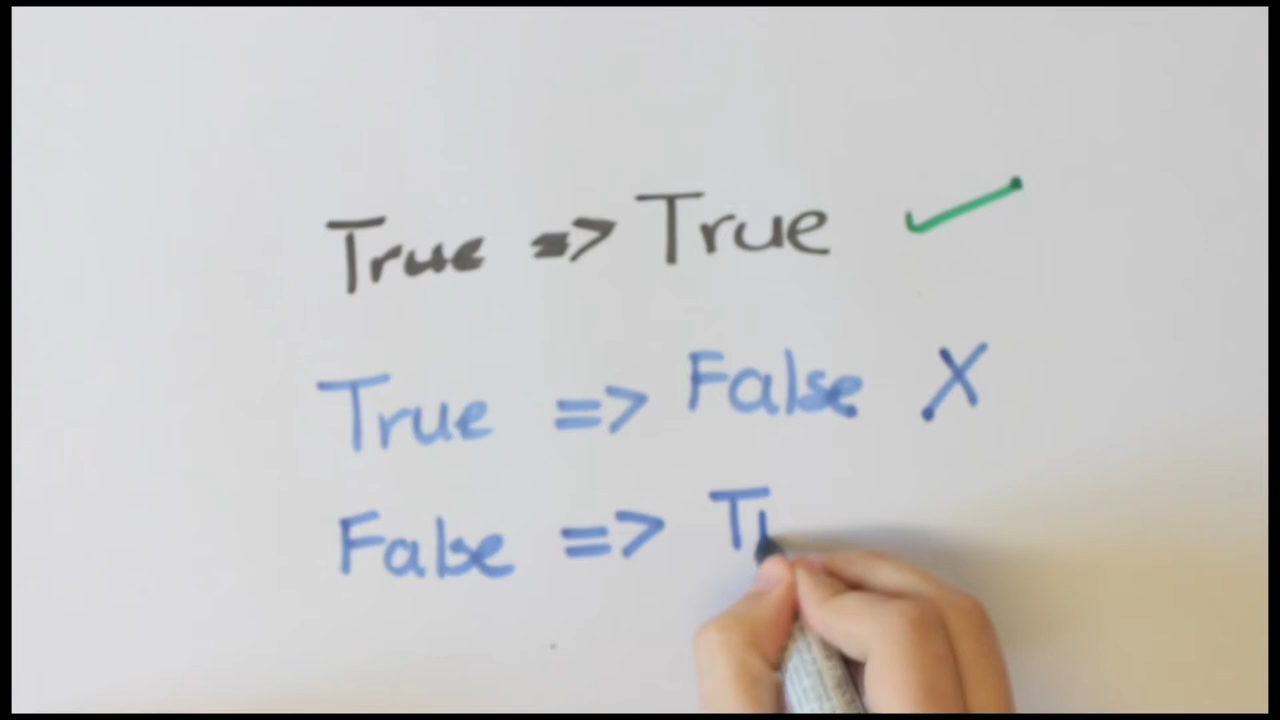 True => True ✓
True => False X
False => T